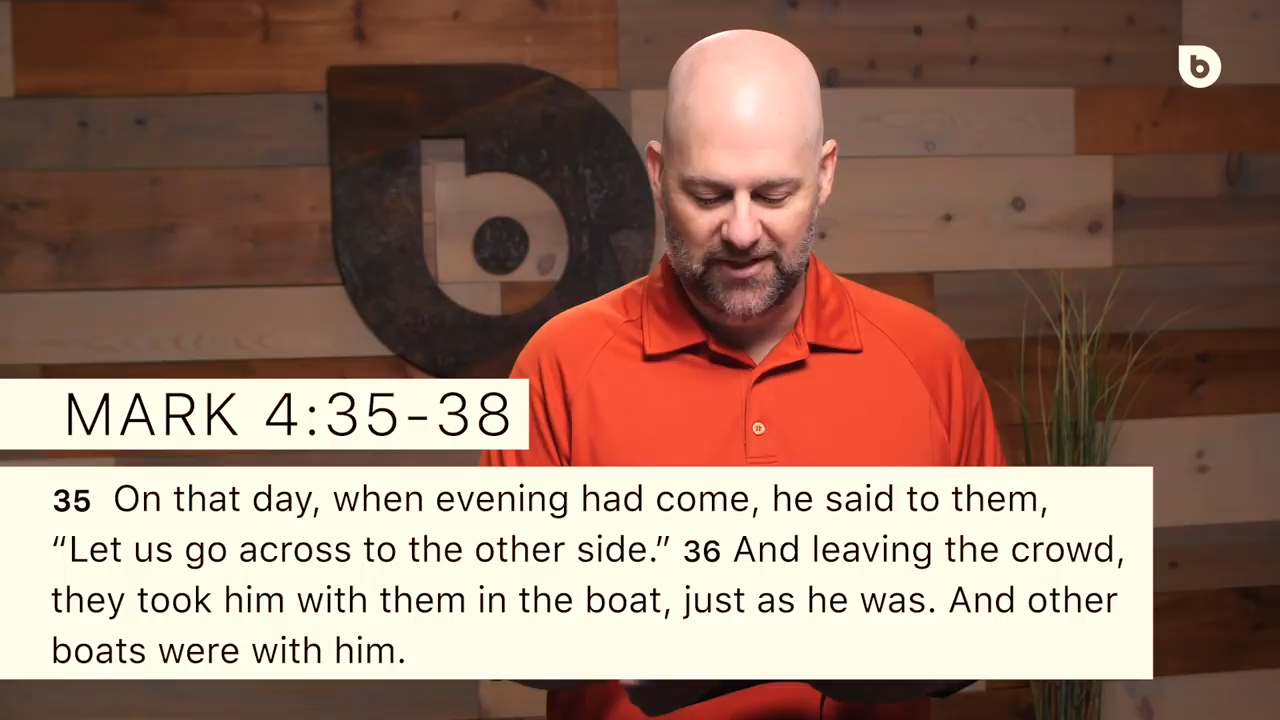 b
b
MARK 4:35-38
35 On that day, when evening had come, he said to them,
“Let us go across to the other side.” 36 And leaving the crowd,
they took him with them in the boat, just as he was. And other
boats were with him.